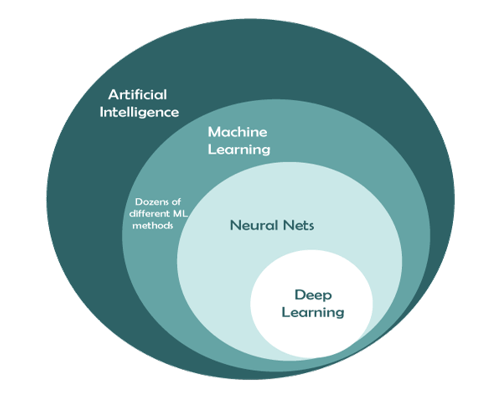 Artificial
Intelligence
Machine
Learning
Dozens of
different ML
methods
Neural Nets
Deep
Learning